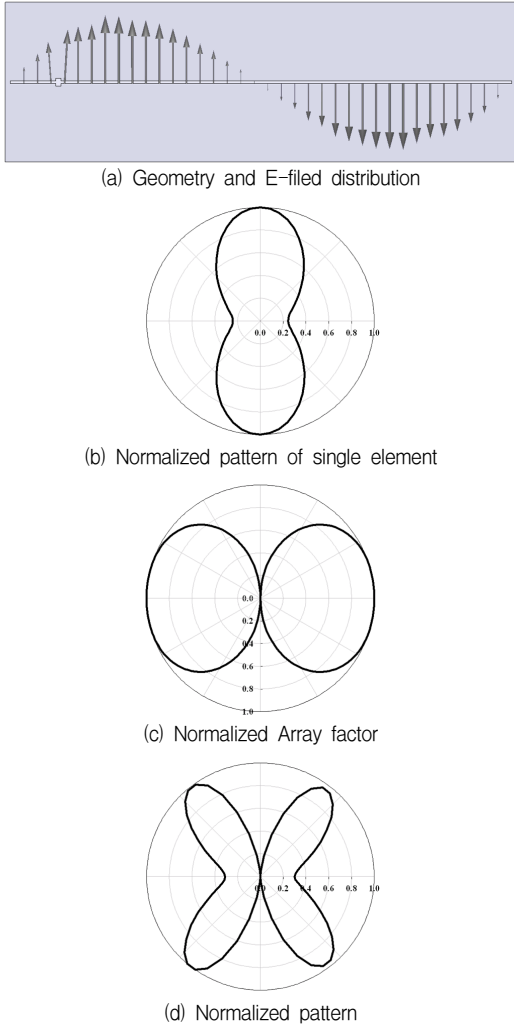 (a) Geometry and E-filed distribution
0.0 0.2 0.4 0.6 0.8 1.0
(b) Normalized pattern of single element
0.0
0.2
0.4
0.6
0.8
1.0
(c) Normalized Array factor
0.0 0.2 0.4 0.6 0.8 1.0
(d) Normalized pattern